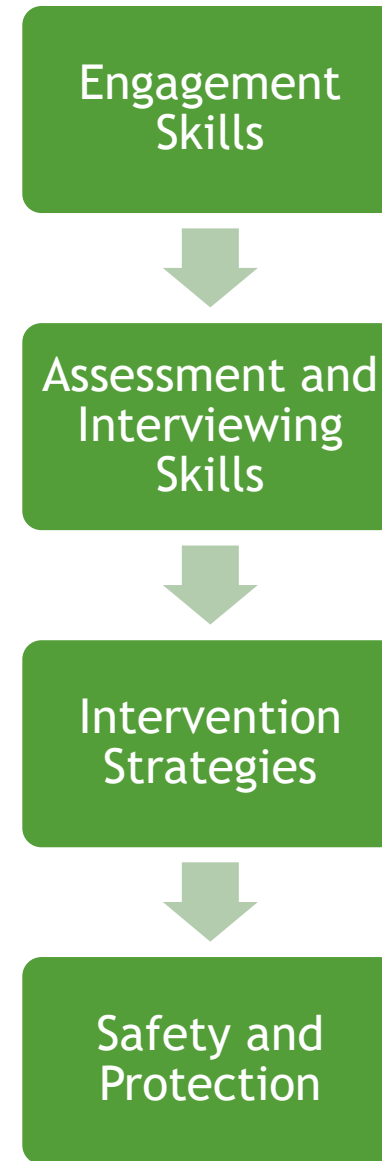 Engagement
Skills
Assessment and
Interviewing
Skills
Intervention
Strategies
Safety and
Protection